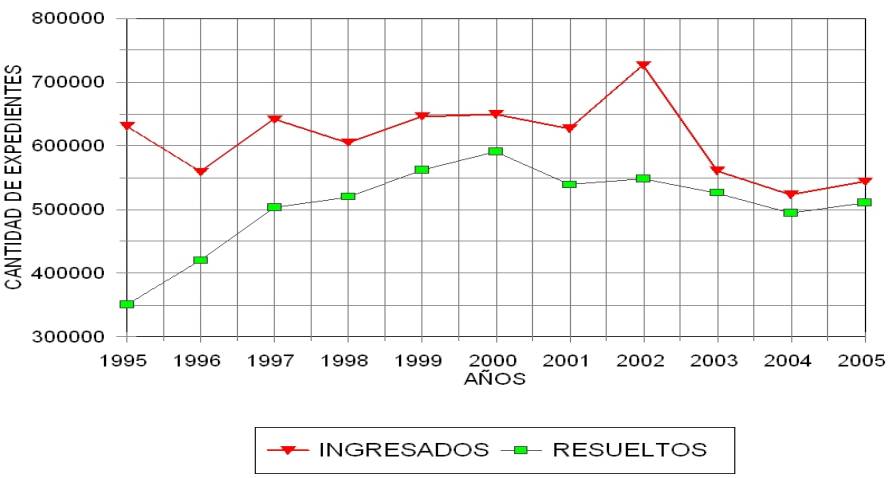 CANTIDAD DE EXPEDIENTES
800000
700000
600000
500000
400000
300000
1995 1996 1997 1998 1999 2000 2001 2002 2003 2004 2005
AÑOS
INGRESADOS RESUELTOS